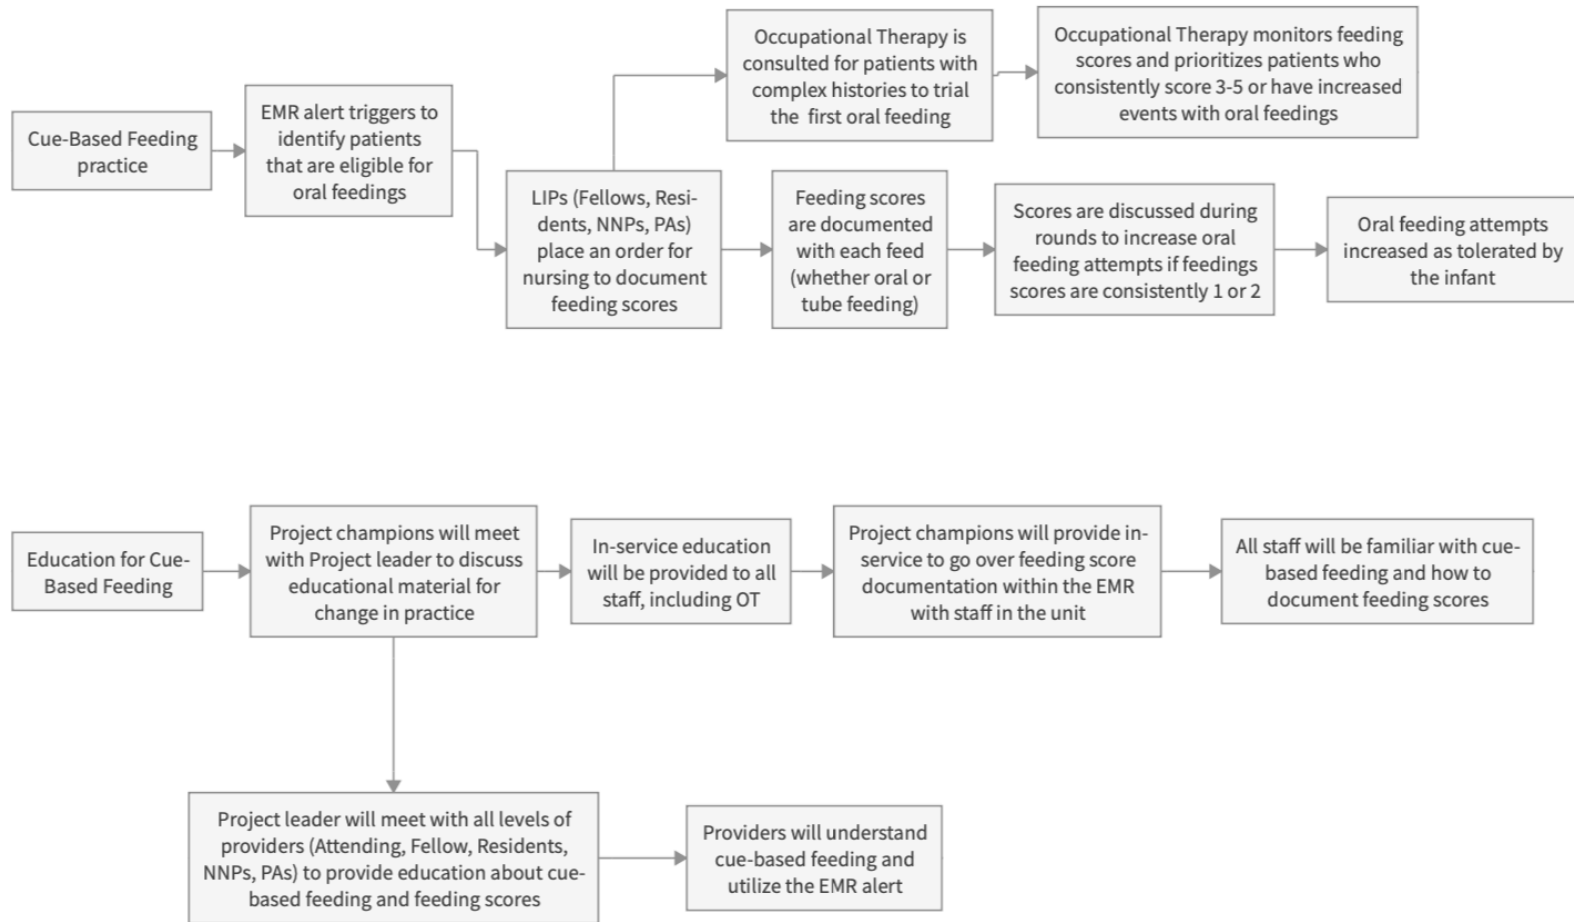 Cue-Based Feeding
practice
EMR alert triggers to
identify patients
that are eligible for
oral feedings
LIPs (Fellows, Resi-
dents, NNPs, PAs)
place an order for
nursing to document
feeding scores
Occupational Therapy is
consulted for patients with
complex histories to trial
the first oral feeding
Occupational Therapy monitors feeding
scores and prioritizes patients who
consistently score 3-5 or have increased
events with oral feedings
Feeding scores
are documented
with each feed
(whether oral or
tube feeding)
Scores are discussed during
rounds to increase oral
feeding attempts if feedings
scores are consistently 1 or 2
Oral feeding attempts
increased as tolerated by
the infant
Education for Cue-
Based Feeding
Project champions will meet
with Project leader to discuss
educational material for
change in practice
In-service education
will be provided to all
staff, including OT
Project champions will provide in-
service to go over feeding score
documentation within the EMR
with staff in the unit
All staff will be familiar with cue-
based feeding and how to
document feeding scores
Project leader will meet with all levels of
providers (Attending, Fellow, Residents,
NNPs, PAs) to provide education about cue-
based feeding and feeding scores
Providers will understand
cue-based feeding and
utilize the EMR alert